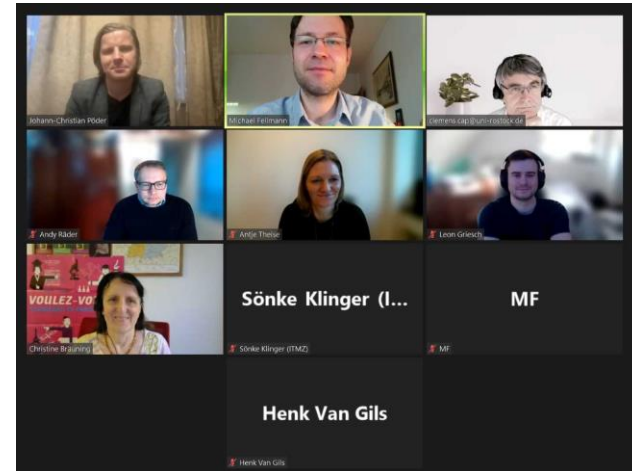 Johann-Christian Pöder
Michael Fellmann
clemens.cap@uni-rostock.de
Andy Räder
Antje Theise
Leon Griesch
VOULEZ-VO
Christine Bräuning
Sönke Klinger (I...
Sönke Klinger (ITMZ)
MF
MF
Henk Van Gils
Henk Van Gils